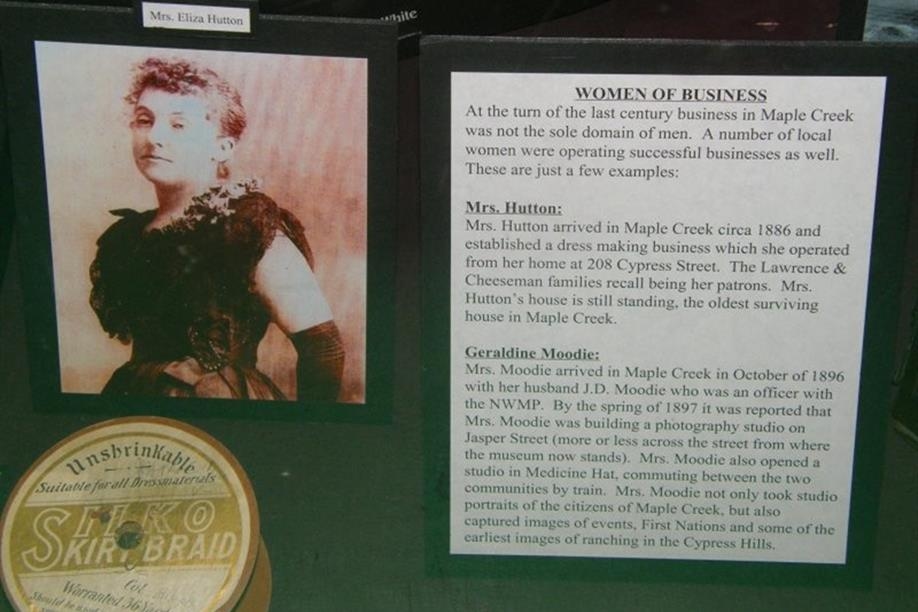 Mrs. Eliza Hutton
White
WOMEN OF BUSINESS
At the turn of the last century business in Maple Creek
was not the sole domain of men. A number of local
women were operating successful businesses as well.
These are just a few examples:
Mrs. Hutton:
Mrs. Hutton arrived in Maple Creek circa 1886 and
established a dress making business which she operated
from her home at 208 Cypress Street. The Lawrence &
Cheeseman families recall being her patrons. Mrs.
Hutton's house is still standing, the oldest surviving
house in Maple Creek.
Geraldine Moodie:
Mrs. Moodie arrived in Maple Creek in October of 1896
with her husband J.D. Moodie who was an officer with
the NWMP. By the spring of 1897 it was reported that
Mrs. Moodie was building a photography studio on
Jasper Street (more or less across the street from where
the museum now stands). Mrs. Moodie also opened a
studio in Medicine Hat, commuting between the two
communities by train. Mrs. Moodie not only took studio
portraits of the citizens of Maple Creek, but also
captured images of events, First Nations and some of the
earliest images of ranching in the Cypress Hills.
Unshrinkable
Suitable for all Dressmaterials
SILKO
SKIRT BRAID
Col.
Warranted 36 Yards
Should be